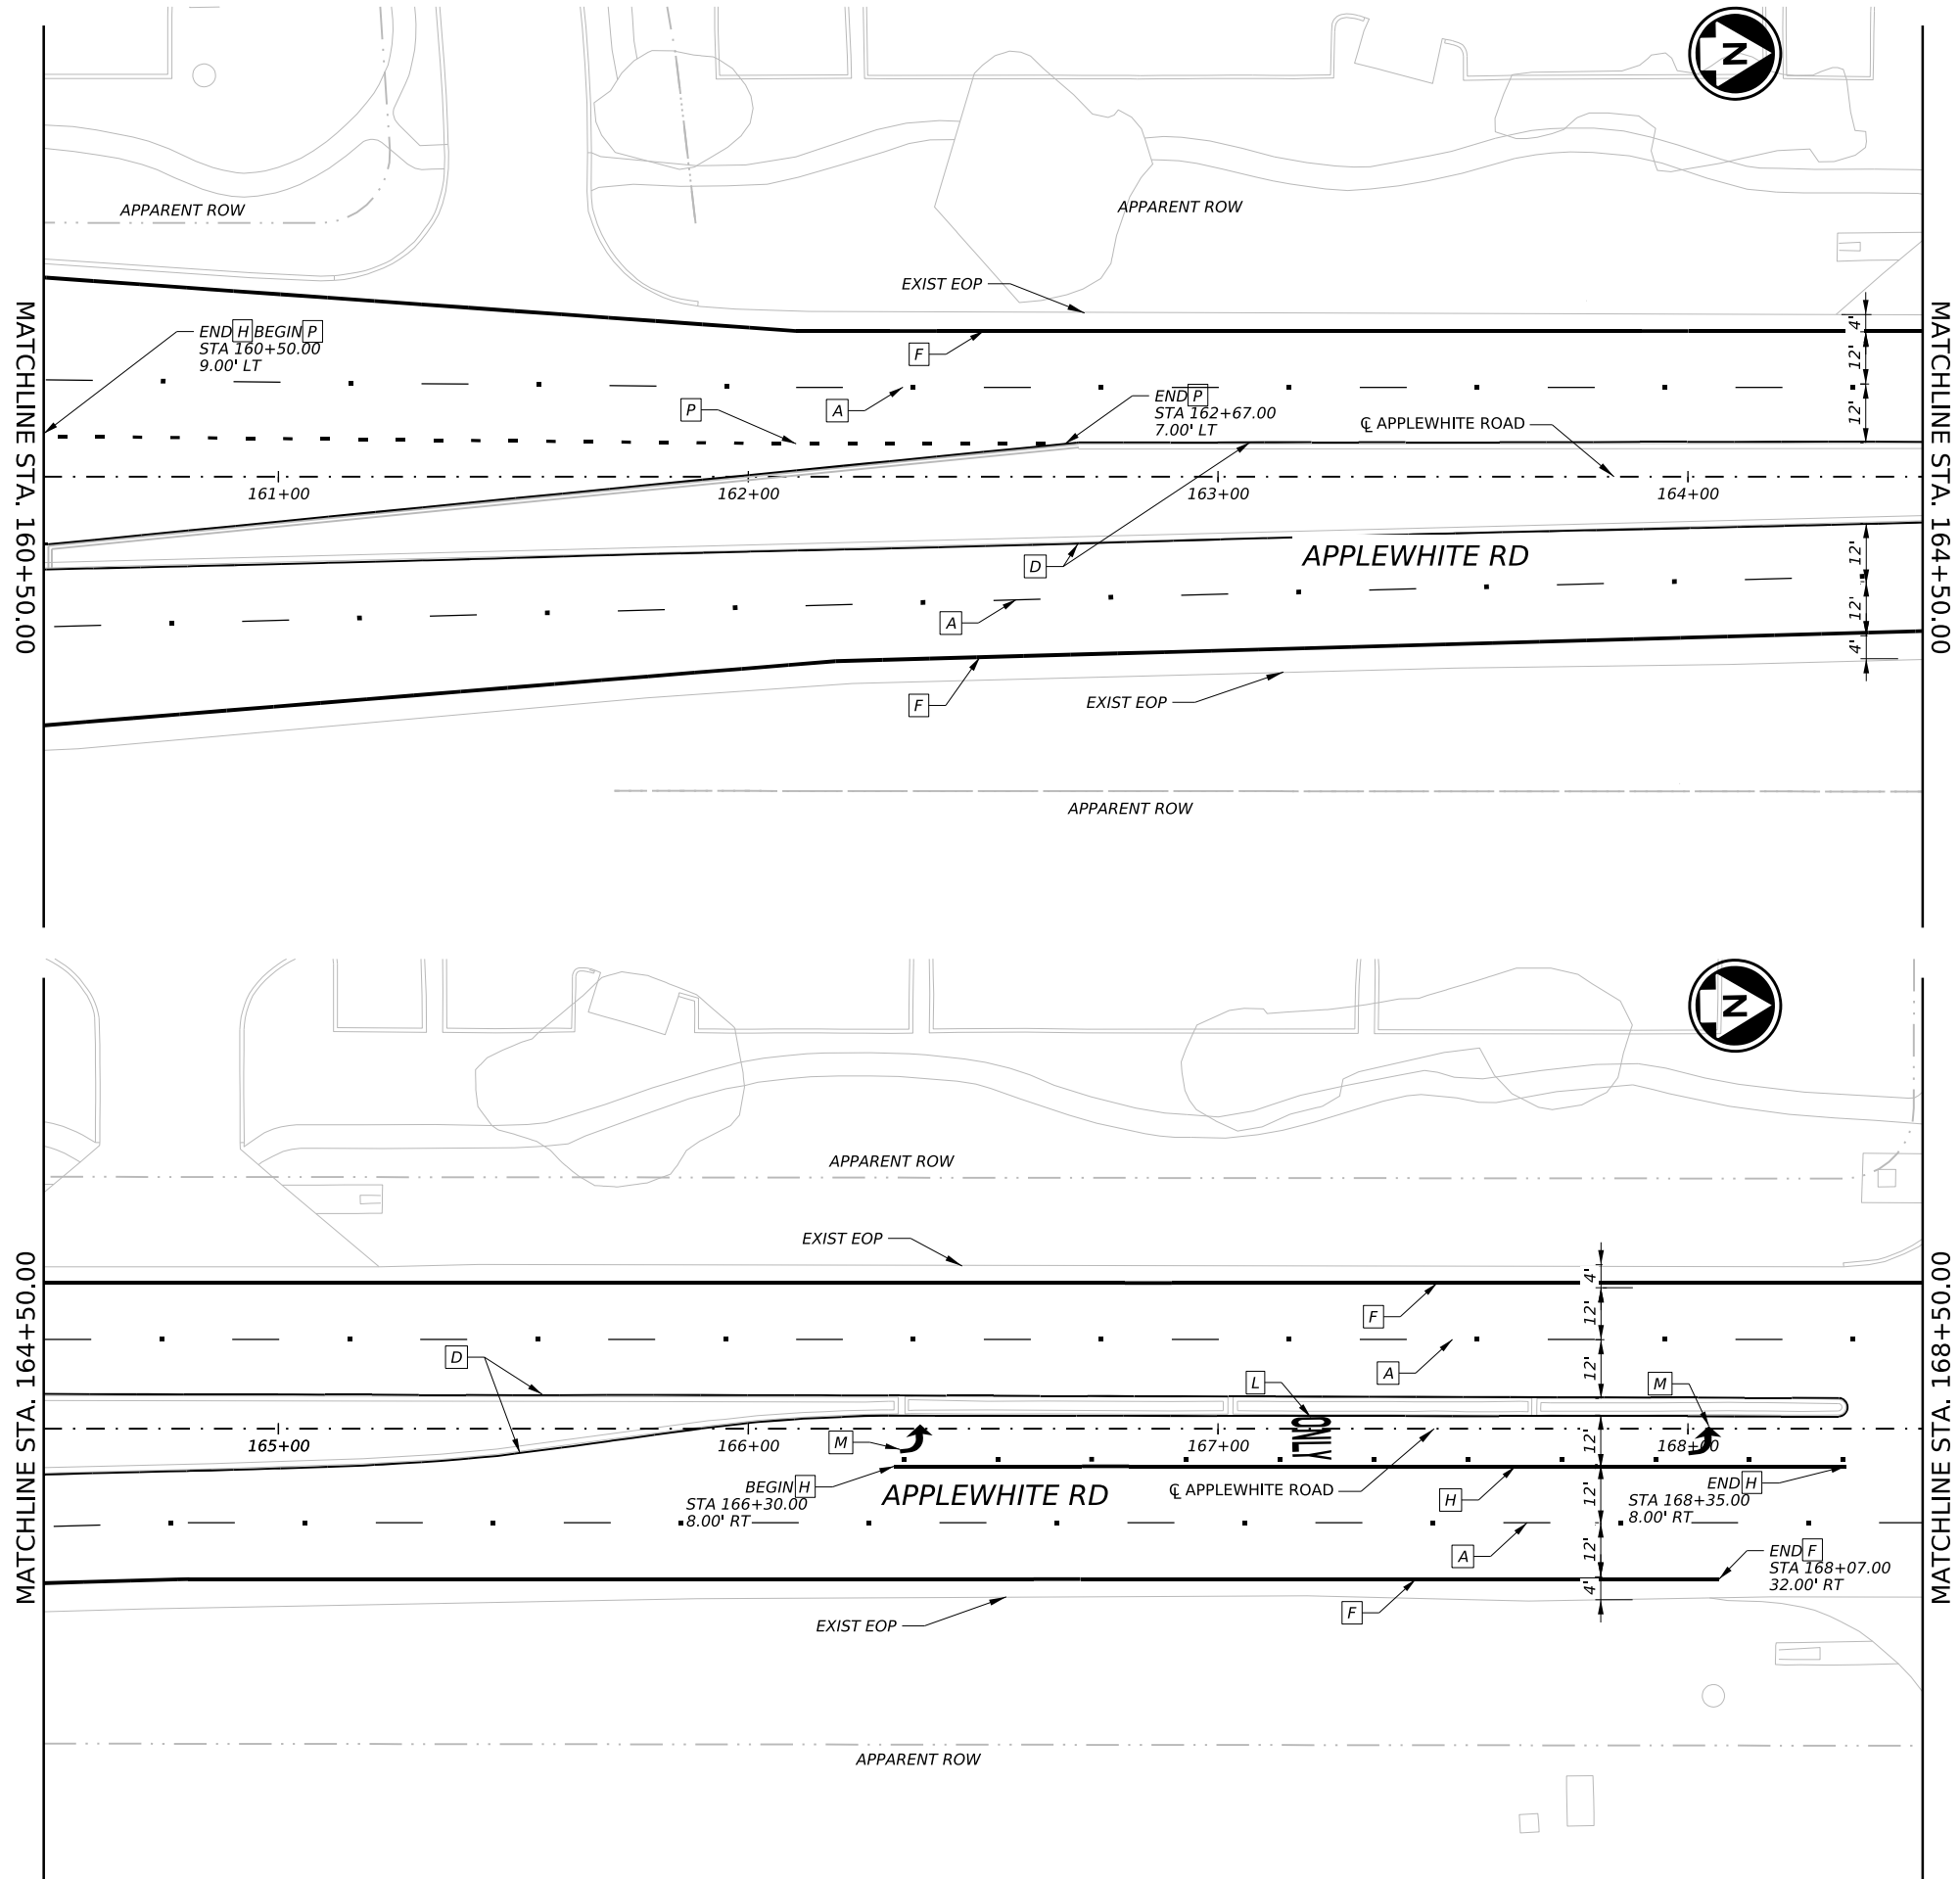 N
APPARENT ROW
APPARENT ROW
EXIST EOP
MATCHLINE STA. 160+50.00
MATCHLINE STA. 164+50.00
END H BEGIN P
STA 160+50.00
9.00' LT
F
4'
12'
12'
P
A
END P
STA 162+67.00
7.00' LT
℄ APPLEWHITE ROAD
161+00
162+00
163+00
164+00
D
APPLEWHITE RD
A
12'
12'
4'
F
EXIST EOP
APPARENT ROW
N
APPARENT ROW
EXIST EOP
MATCHLINE STA. 164+50.00
MATCHLINE STA. 168+50.00
4'
F
12'
D
A
12'
L
M
165+00
166+00
M
167+00
ONLY
12'
168+00
BEGIN H
STA 166+30.00
8.00' RT
APPLEWHITE RD
℄ APPLEWHITE ROAD
H
12'
END H
STA 168+35.00
8.00' RT
A
12'
END F
STA 168+07.00
32.00' RT
4'
F
EXIST EOP
APPARENT ROW